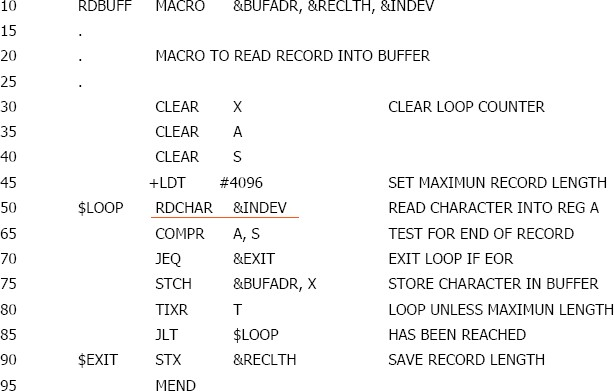 10 RDBUFF MACRO &BUFADR, &RECLTH, &INDEV
15 .
20 . MACRO TO READ RECORD INTO BUFFER
25 .
30 CLEAR X CLEAR LOOP COUNTER
35 CLEAR A
40 CLEAR S
45 +LDT #4096 SET MAXIMUN RECORD LENGTH
50 $LOOP RDCHAR &INDEV READ CHARACTER INTO REG A
65 COMPR A, S TEST FOR END OF RECORD
70 JEQ &EXIT EXIT LOOP IF EOR
75 STCH &BUFADR, X STORE CHARACTER IN BUFFER
80 TIXR T LOOP UNLESS MAXIMUN LENGTH
85 JLT $LOOP HAS BEEN REACHED
90 $EXIT STX &RECLTH SAVE RECORD LENGTH
95 MEND